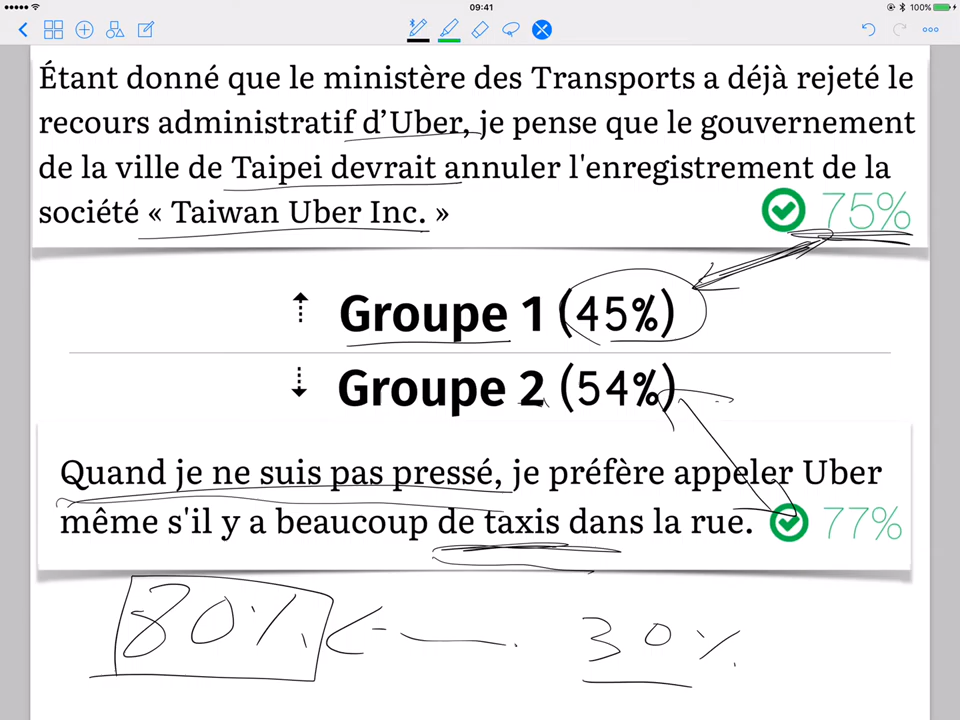 09:41
100%
Étant donné que le ministère des Transports a déjà rejeté le
recours administratif d’Uber, je pense que le gouvernement
de la ville de Taipei devrait annuler l'enregistrement de la
société « Taiwan Uber Inc. »
75%
Groupe 1 (45%)
Groupe 2 (54%)
Quand je ne suis pas pressé, je préfère appeler Uber
même s'il y a beaucoup de taxis dans la rue.
77%
80% 30%